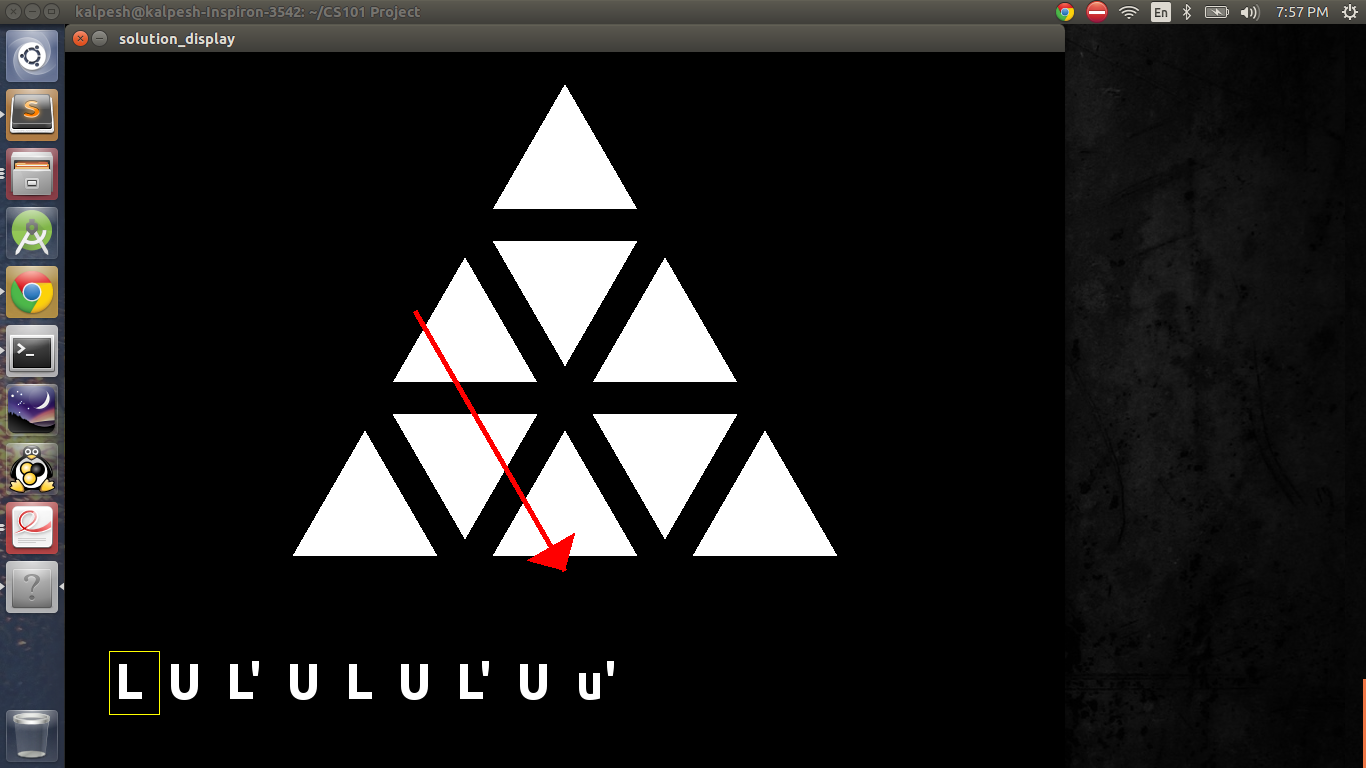 kalpesh@kalpesh-Inspiron-3542: ~/CS101 Project
En
7:57 PM
solution_display
L U L' U L U L' U u'